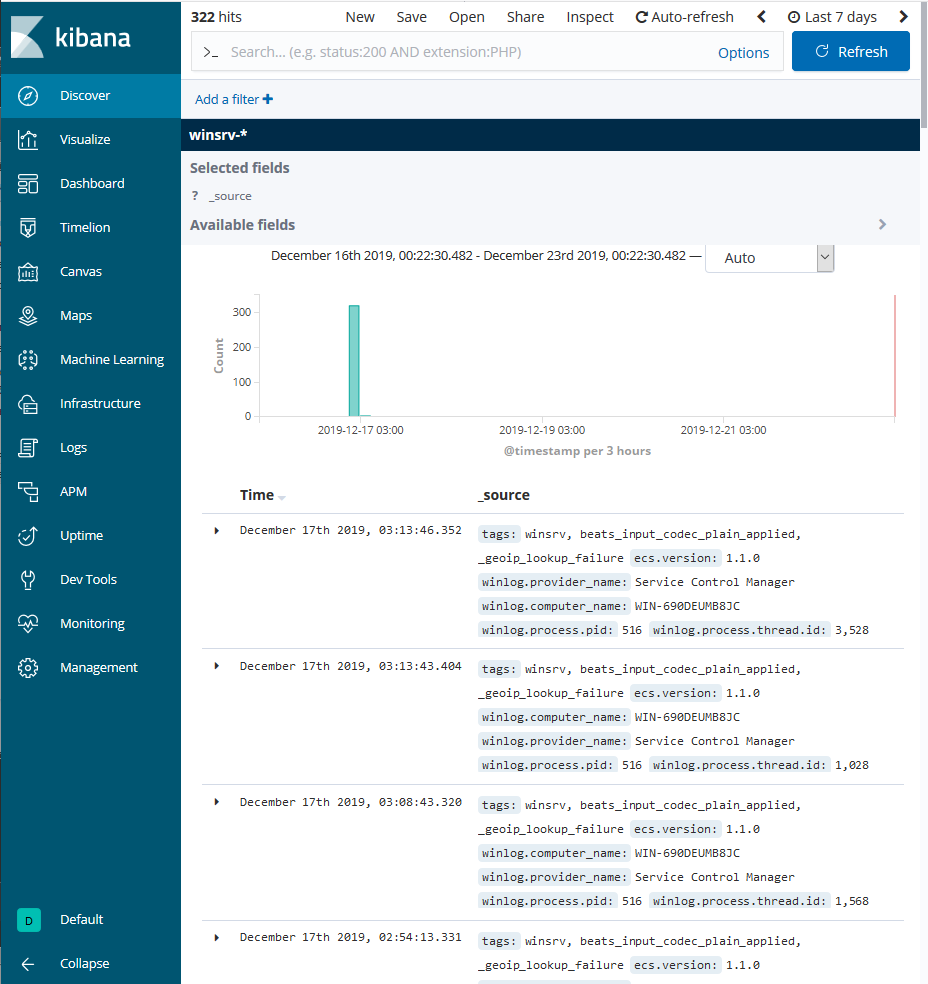 kibana
Discover
Visualize
Dashboard
Timelion
Canvas
Maps
Machine Learning
Infrastructure
Logs
APM
Uptime
Dev Tools
Monitoring
Management
D Default
Collapse
322 hits New Save Open Share Inspect Auto-refresh Last 7 days
>_ Search... (e.g. status:200 AND extension:PHP) Options Refresh
Add a filter +
winsrv-*
Selected fields
? _source
Available fields
December 16th 2019, 00:22:30.482 - December 23rd 2019, 00:22:30.482 — Auto
Count
300
200
100
0
2019-12-17 03:00 2019-12-19 03:00 2019-12-21 03:00
@timestamp per 3 hours
Time _source
December 17th 2019, 03:13:46.352 tags: winsrv, beats_input_codec_plain_applied,
_geoip_lookup_failure ecs.version: 1.1.0
winlog.provider_name: Service Control Manager
winlog.computer_name: WIN-690DEUMB8JC
winlog.process.pid: 516 winlog.process.thread.id: 3,528
December 17th 2019, 03:13:43.404 tags: winsrv, beats_input_codec_plain_applied,
_geoip_lookup_failure ecs.version: 1.1.0
winlog.computer_name: WIN-690DEUMB8JC
winlog.provider_name: Service Control Manager
winlog.process.pid: 516 winlog.process.thread.id: 1,028
December 17th 2019, 03:08:43.320 tags: winsrv, beats_input_codec_plain_applied,
_geoip_lookup_failure ecs.version: 1.1.0
winlog.computer_name: WIN-690DEUMB8JC
winlog.provider_name: Service Control Manager
winlog.process.pid: 516 winlog.process.thread.id: 1,568
December 17th 2019, 02:54:13.331 tags: winsrv, beats_input_codec_plain_applied,
_geoip_lookup_failure ecs.version: 1.1.0